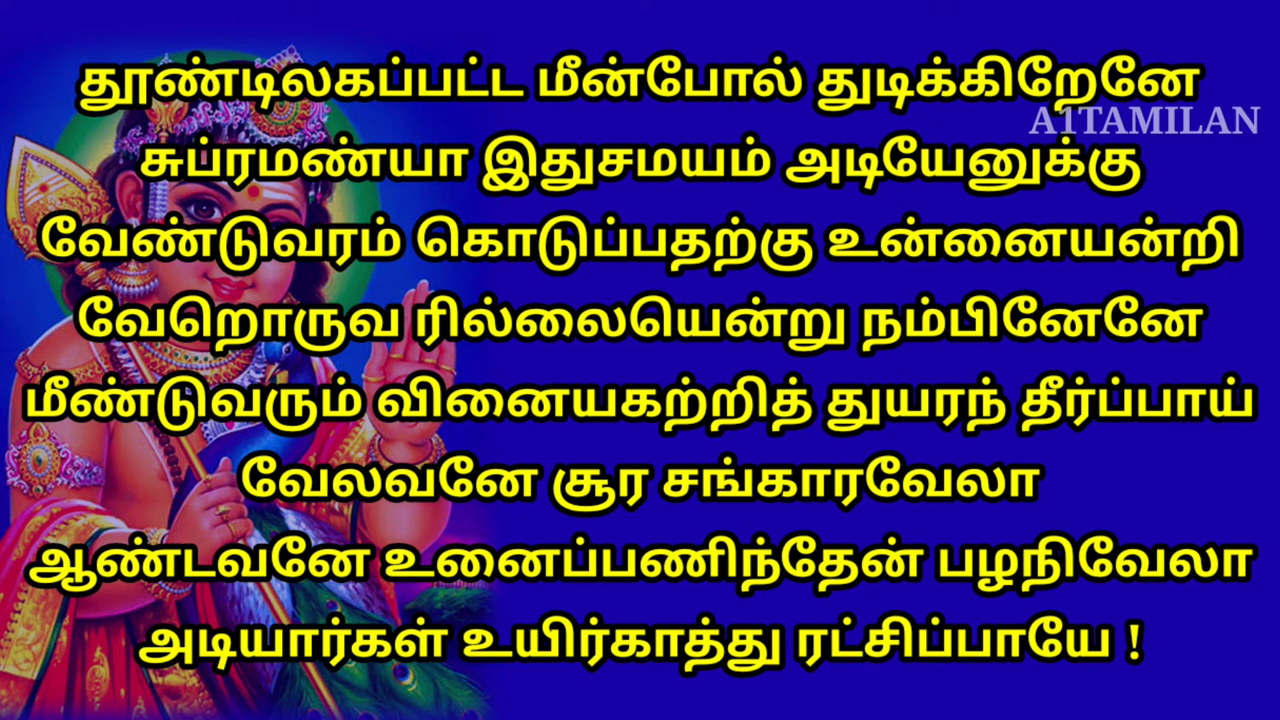 தூண்டிலகப்பட்ட மீன்போல் துடிக்கிறேனே
A1TAMILAN
சுப்ரமண்யா இதுசமயம் அடியேனுக்கு
வேண்டுவரம் கொடுப்பதற்கு உன்னையன்றி
வேறொருவ ரில்லையென்று நம்பினேனே
மீண்டுவரும் வினையகற்றித் துயரந் தீர்ப்பாய்
வேலவனே சூர சங்காரவேலா
ஆண்டவனே உனைப்பணிந்தேன் பழநிவேலா
அடியார்கள் உயிர்காத்து ரட்சிப்பாயே !